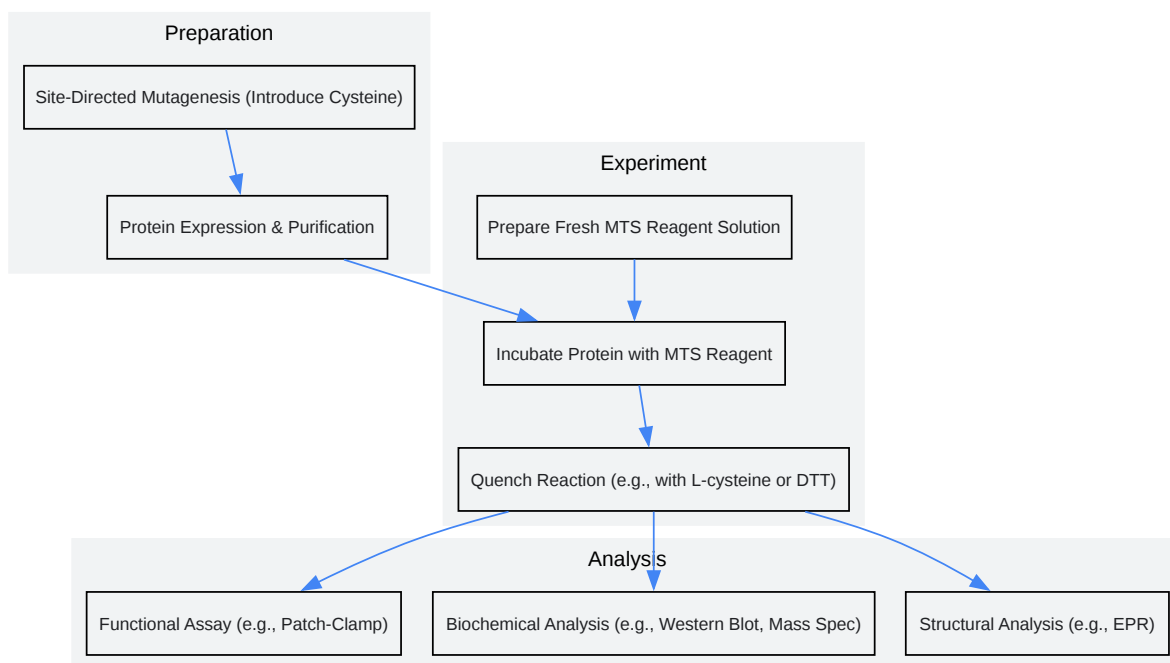 Preparation
Site-Directed Mutagenesis (Introduce Cysteine)
Protein Expression & Purification
Experiment
Prepare Fresh MTS Reagent Solution
Incubate Protein with MTS Reagent
Quench Reaction (e.g., with L-cysteine or DTT)
Analysis
Functional Assay (e.g., Patch-Clamp)
Biochemical Analysis (e.g., Western Blot, Mass Spec)
Structural Analysis (e.g., EPR)